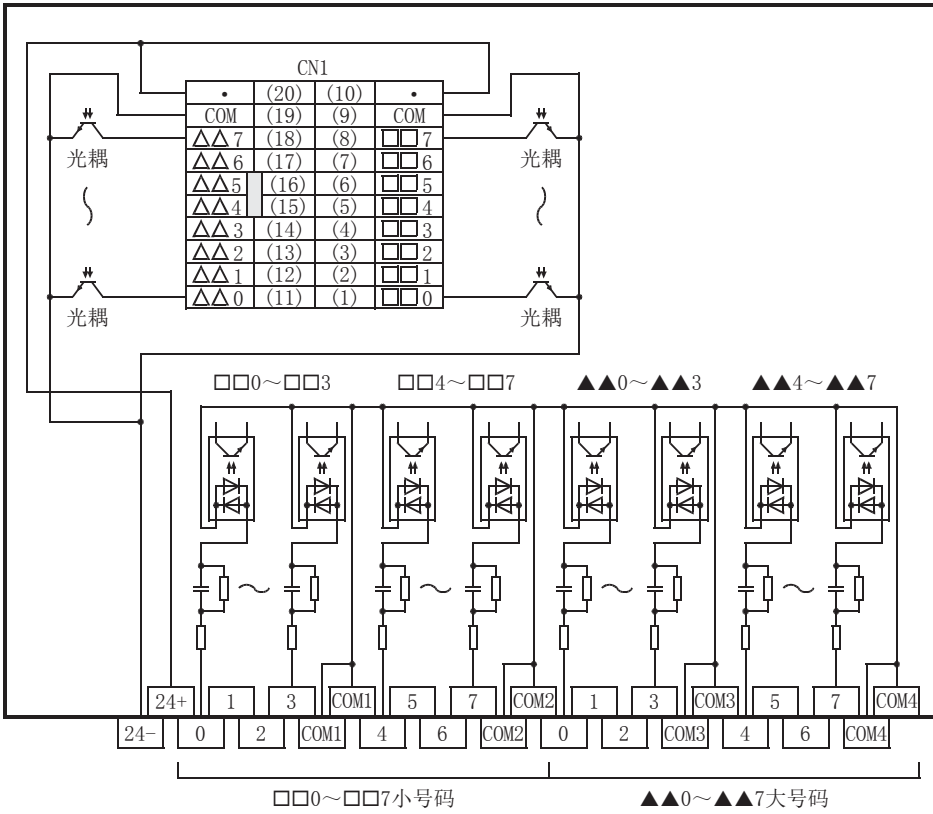 CN1
• (20) (10) •
COM (19) (9) COM
△△7 (18) (8) □□7
△△6 (17) (7) □□6
△△5 (16) (6) □□5
△△4 (15) (5) □□4
△△3 (14) (4) □□3
△△2 (13) (3) □□2
△△1 (12) (2) □□1
△△0 (11) (1) □□0
光耦 光耦
光耦 光耦
□□0～□□3 □□4～□□7 ▲▲0～▲▲3 ▲▲4～▲▲7
24+ 1 3 COM1 5 7 COM2 1 3 COM3 5 7 COM4
24- 0 2 COM1 4 6 COM2 0 2 COM3 4 6 COM4
□□0～□□7小号码 ▲▲0～▲▲7大号码